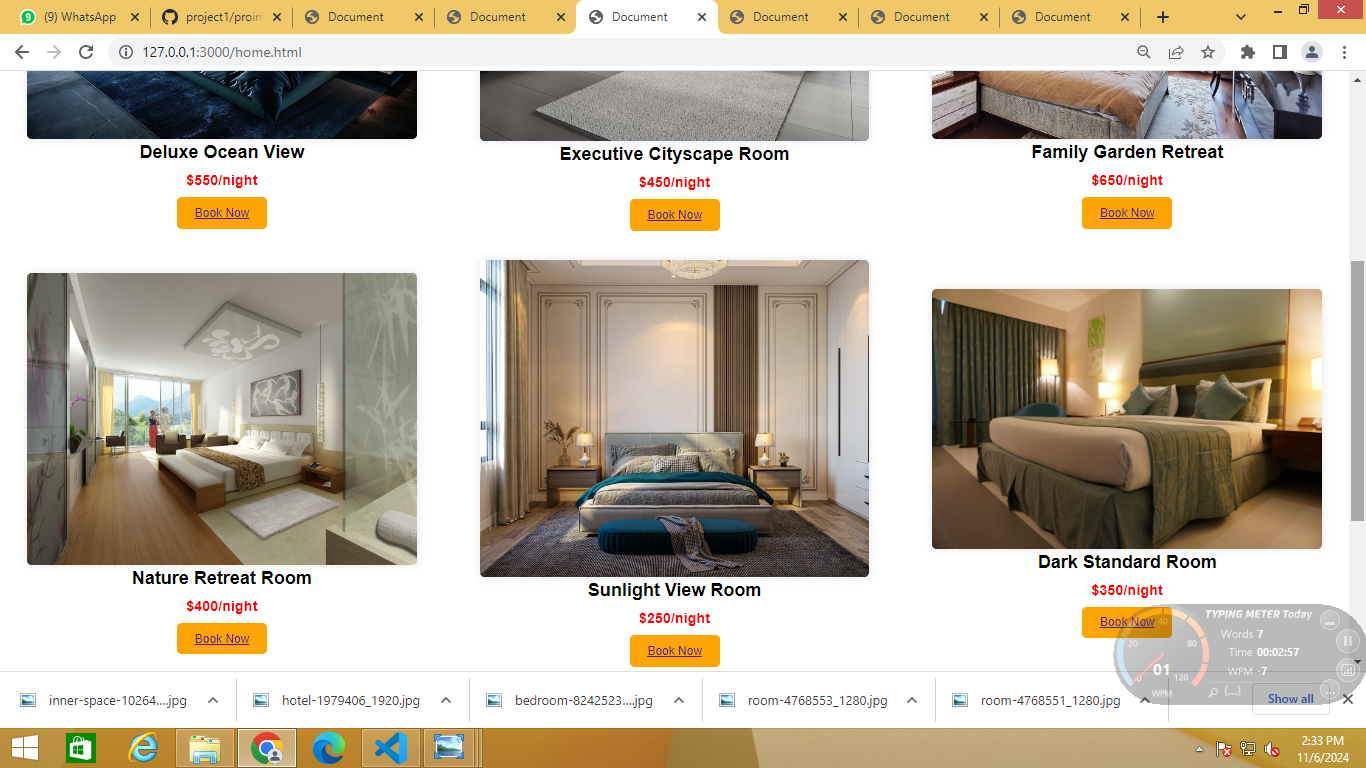 (9) WhatsApp
project1/proim
Document
Document
Document
Document
Document
Document
127.0.0.1:3000/home.html
Deluxe Ocean View
$550/night
Book Now
Executive Cityscape Room
$450/night
Book Now
Family Garden Retreat
$650/night
Book Now
Nature Retreat Room
$400/night
Book Now
Sunlight View Room
$250/night
Book Now
Dark Standard Room
$350/night
Book Now
TYPING METER Today
Words 7
Time 00:02:57
WPM -7
0
20
40
80
120
01
WPM
(...)
inner-space-10264....jpg
hotel-1979406_1920.jpg
bedroom-8242523....jpg
room-4768553_1280.jpg
room-4768551_1280.jpg
Show all
2:33 PM
11/6/2024